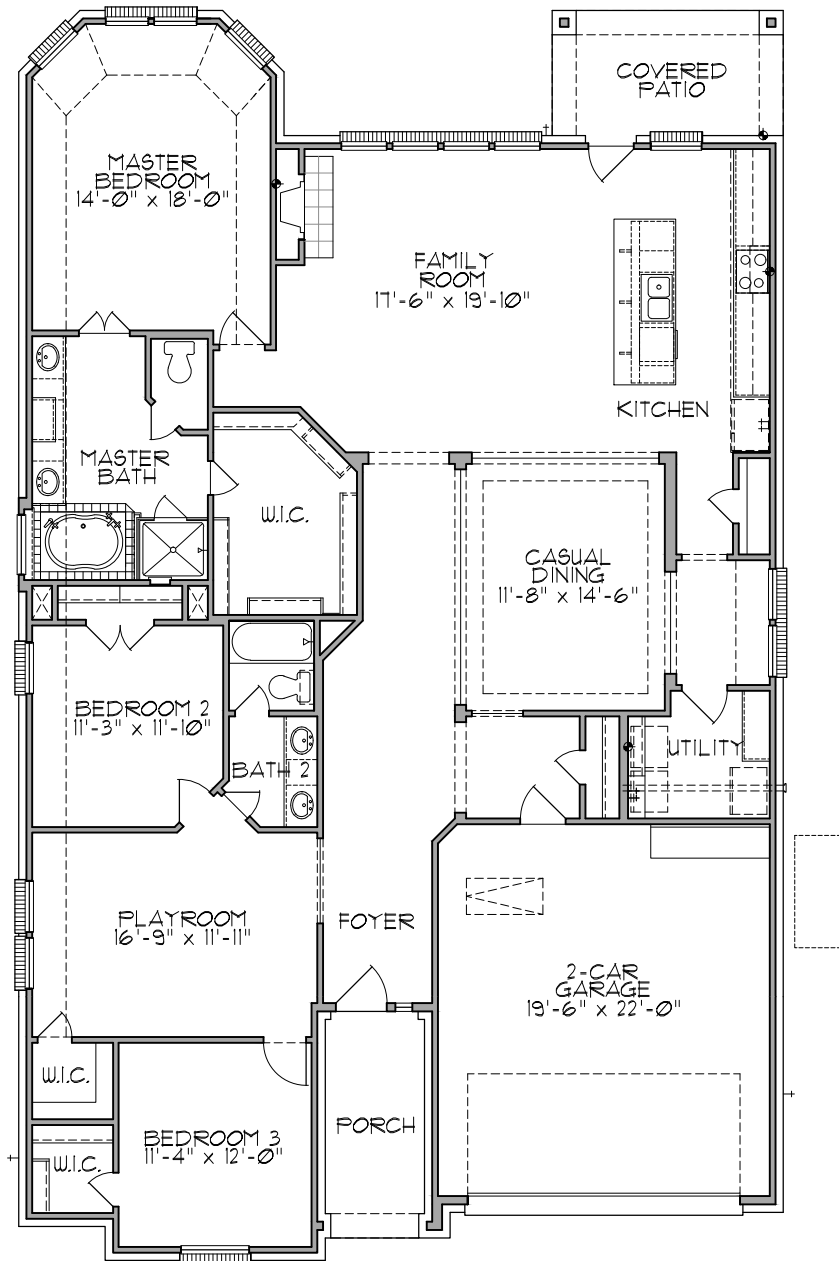 COVERED
PATIO
MASTER
BEDROOM
14'-0" x 18'-0"
FAMILY
ROOM
17'-6" x 19'-10"
KITCHEN
MASTER
BATH
W.I.C.
CASUAL
DINING
11'-8" x 14'-6"
BEDROOM 2
11'-3" x 11'-10"
BATH 2
UTILITY
PLAYROOM
16'-9" x 11'-11"
FOYER
2-CAR
GARAGE
19'-6" x 22'-0"
W.I.C.
PORCH
BEDROOM 3
11'-4" x 12'-0"
W.I.C.